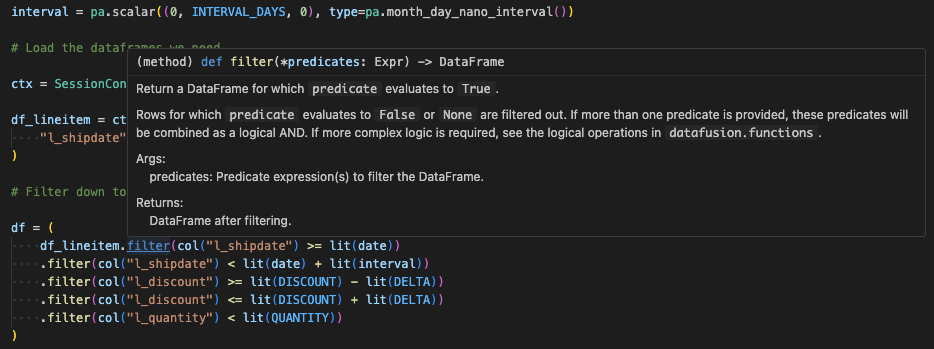 interval = pa.scalar((0, INTERVAL_DAYS, 0), type=pa.month_day_nano_interval())
# Load the dataframes we need
(method) def filter(*predicates: Expr) -> DataFrame
ctx = SessionCon
Return a DataFrame for which predicate evaluates to True.
Rows for which predicate evaluates to False or None are filtered out. If more than one predicate is provided, these predicates will
be combined as a logical AND. If more complex logic is required, see the logical operations in datafusion.functions.
df_lineitem = ct
"l_shipdate"
)
Args:
predicates: Predicate expression(s) to filter the DataFrame.
# Filter down to
Returns:
DataFrame after filtering.
df = (
df_lineitem.filter(col("l_shipdate") >= lit(date))
.filter(col("l_shipdate") < lit(date) + lit(interval))
.filter(col("l_discount") >= lit(DISCOUNT) - lit(DELTA))
.filter(col("l_discount") <= lit(DISCOUNT) + lit(DELTA))
.filter(col("l_quantity") < lit(QUANTITY))
)